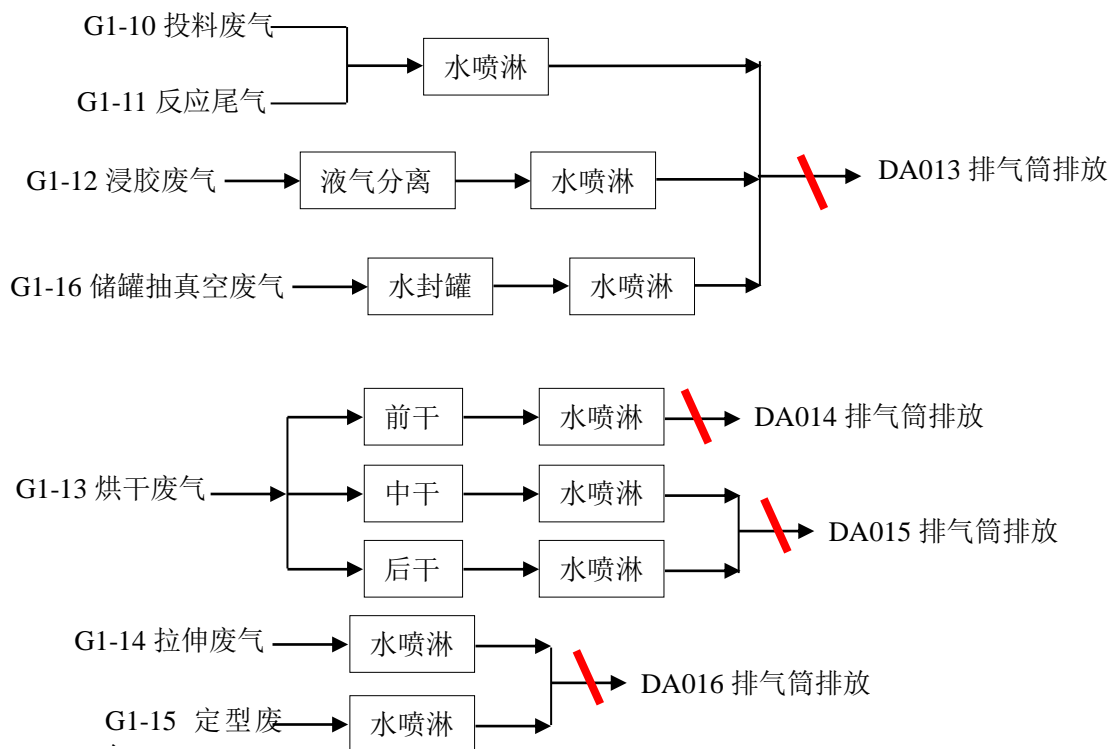 G1-10 投料废气
水喷淋
G1-11 反应尾气
G1-12 浸胶废气
液气分离
水喷淋
DA013 排气筒排放
G1-16 储罐抽真空废气
水封罐
水喷淋
前干
水喷淋
DA014 排气筒排放
G1-13 烘干废气
中干
水喷淋
DA015 排气筒排放
后干
水喷淋
G1-14 拉伸废气
水喷淋
DA016 排气筒排放
G1-15 定型废
水喷淋